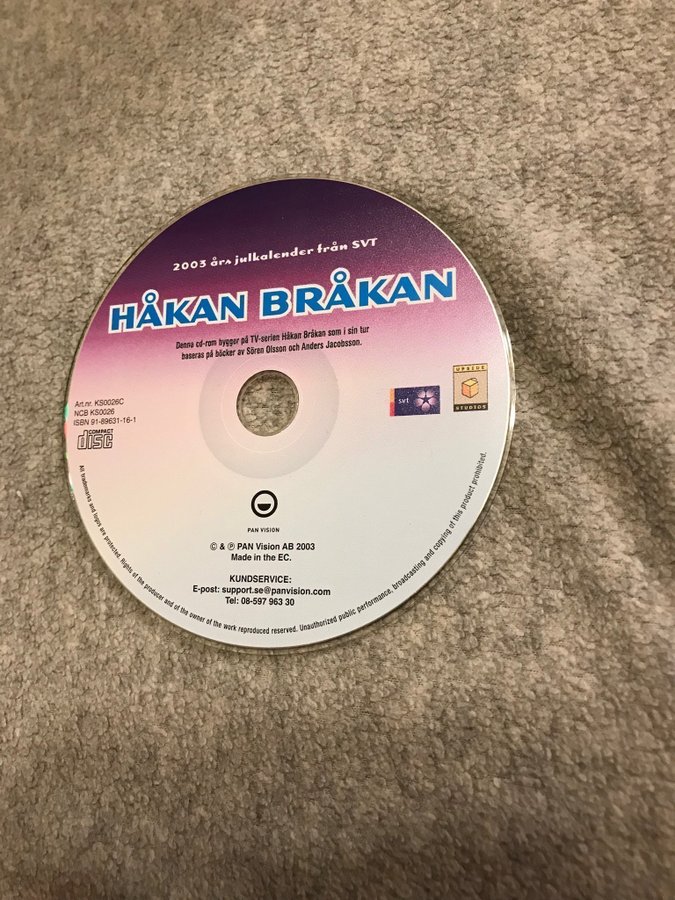 2003 års julkalender från SVT
HÅKAN BRÅKAN
Denna cd-rom bygger på TV-serien Håkan Bråkan som i sin tur
baseras på böcker av Sören Olsson och Anders Jacobsson.
Art.nr. KS0026C
NCB KS0026
ISBN 91-89631-16-1
COMPACT
disc
svt
UPSIDE
STUDIOS
PAN VISION
© & ℗ PAN Vision AB 2003
Made in the EC.
KUNDSERVICE:
E-post: support.se@panvision.com
Tel: 08-597 963 30
All trademarks and logos are protected. Rights of the producer and of the owner of the work reproduced reserved. Unauthorized public performance, broadcasting and copying of this product prohibited.